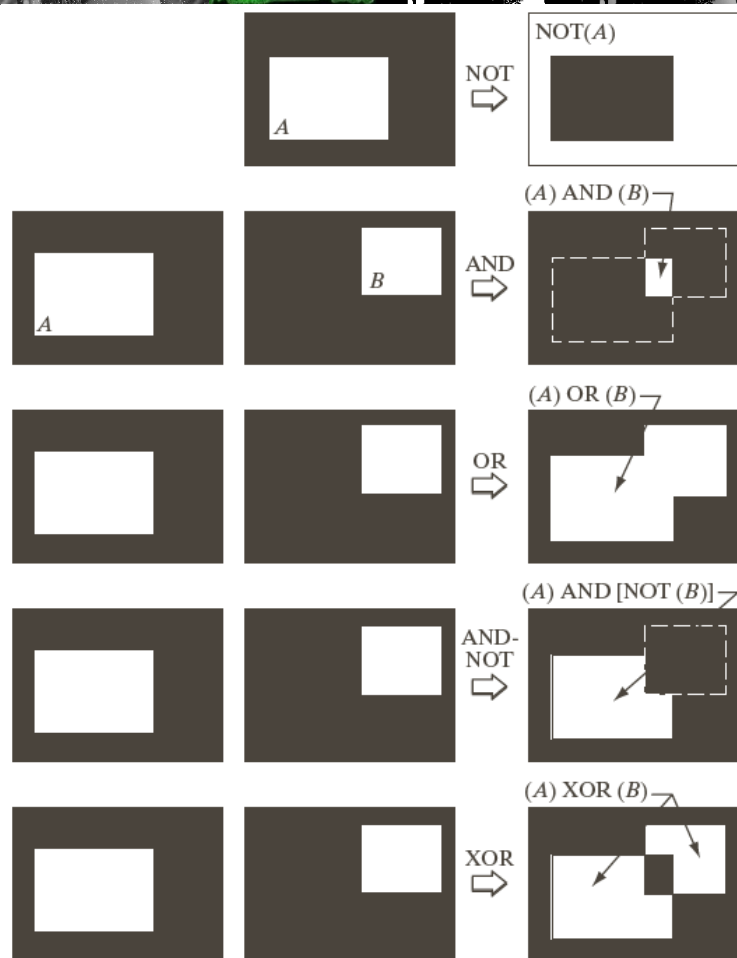 NOT(A)
NOT
A
(A) AND (B)
AND
B
A
(A) OR (B)
OR
(A) AND [NOT (B)]
AND-
NOT
(A) XOR (B)
XOR